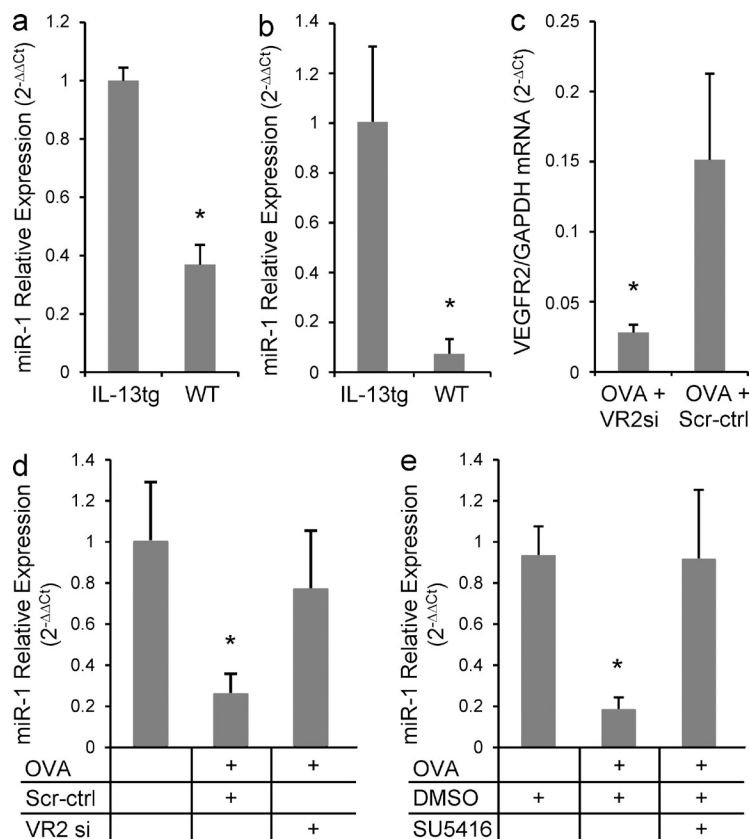 a
miR-1 Relative Expression (2-ΔΔCt)
1.2
1
0.8
0.6
0.4
0.2
0
*
IL-13tg WT
b
miR-1 Relative Expression (2-ΔΔCt)
1.4
1.2
1
0.8
0.6
0.4
0.2
0
*
IL-13tg WT
c
VEGFR2/GAPDH mRNA (2-ΔCt)
0.25
0.2
0.15
0.1
0.05
0
*
OVA + OVA +
VR2si Scr-ctrl
d
miR-1 Relative Expression
(2-ΔΔCt)
1.4
1.2
1
0.8
0.6
0.4
0.2
0
*
OVA + +
Scr-ctrl +
VR2 si +
e
miR-1 Relative Expression
(2-ΔΔCt)
1.4
1.2
1
0.8
0.6
0.4
0.2
0
*
OVA + +
DMSO + + +
SU5416 +